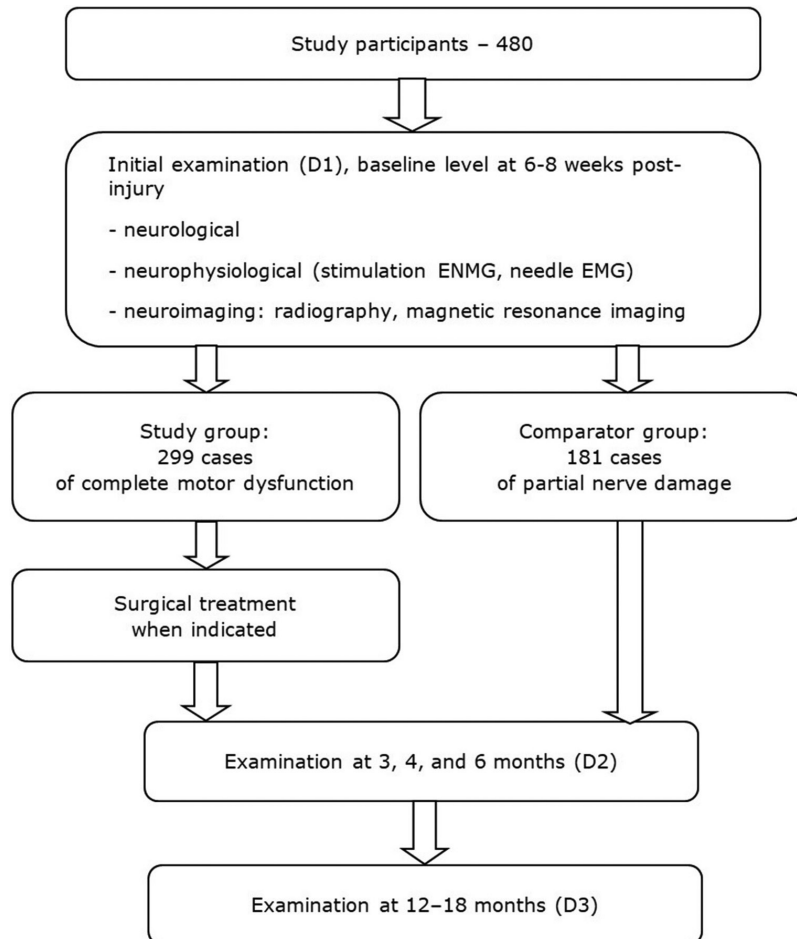 Study participants – 480
Initial examination (D1), baseline level at 6-8 weeks post-
injury
- neurological
- neurophysiological (stimulation ENMG, needle EMG)
- neuroimaging: radiography, magnetic resonance imaging
Study group:
299 cases
of complete motor dysfunction
Comparator group:
181 cases
of partial nerve damage
Surgical treatment
when indicated
Examination at 3, 4, and 6 months (D2)
Examination at 12–18 months (D3)